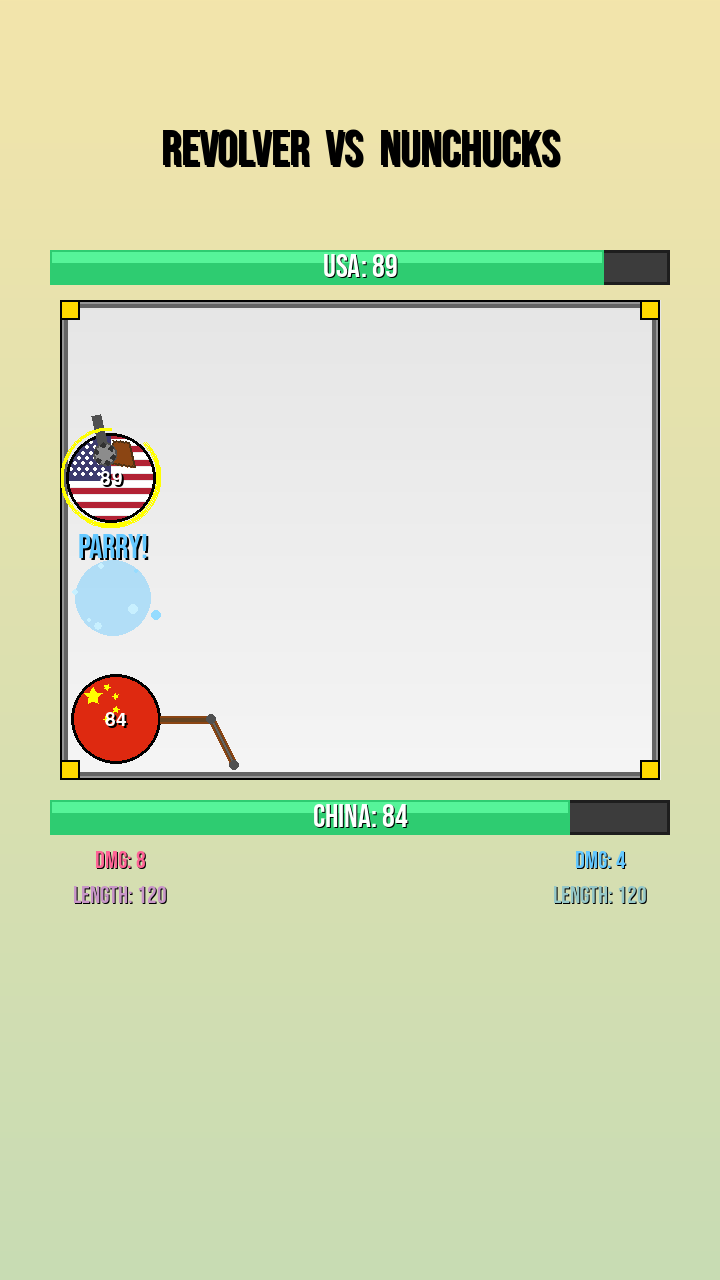 REVOLVER VS NUNCHUCKS
USA: 89
89
PARRY!
84
CHINA: 84
DMG: 8
DMG: 4
LENGTH: 120
LENGTH: 120